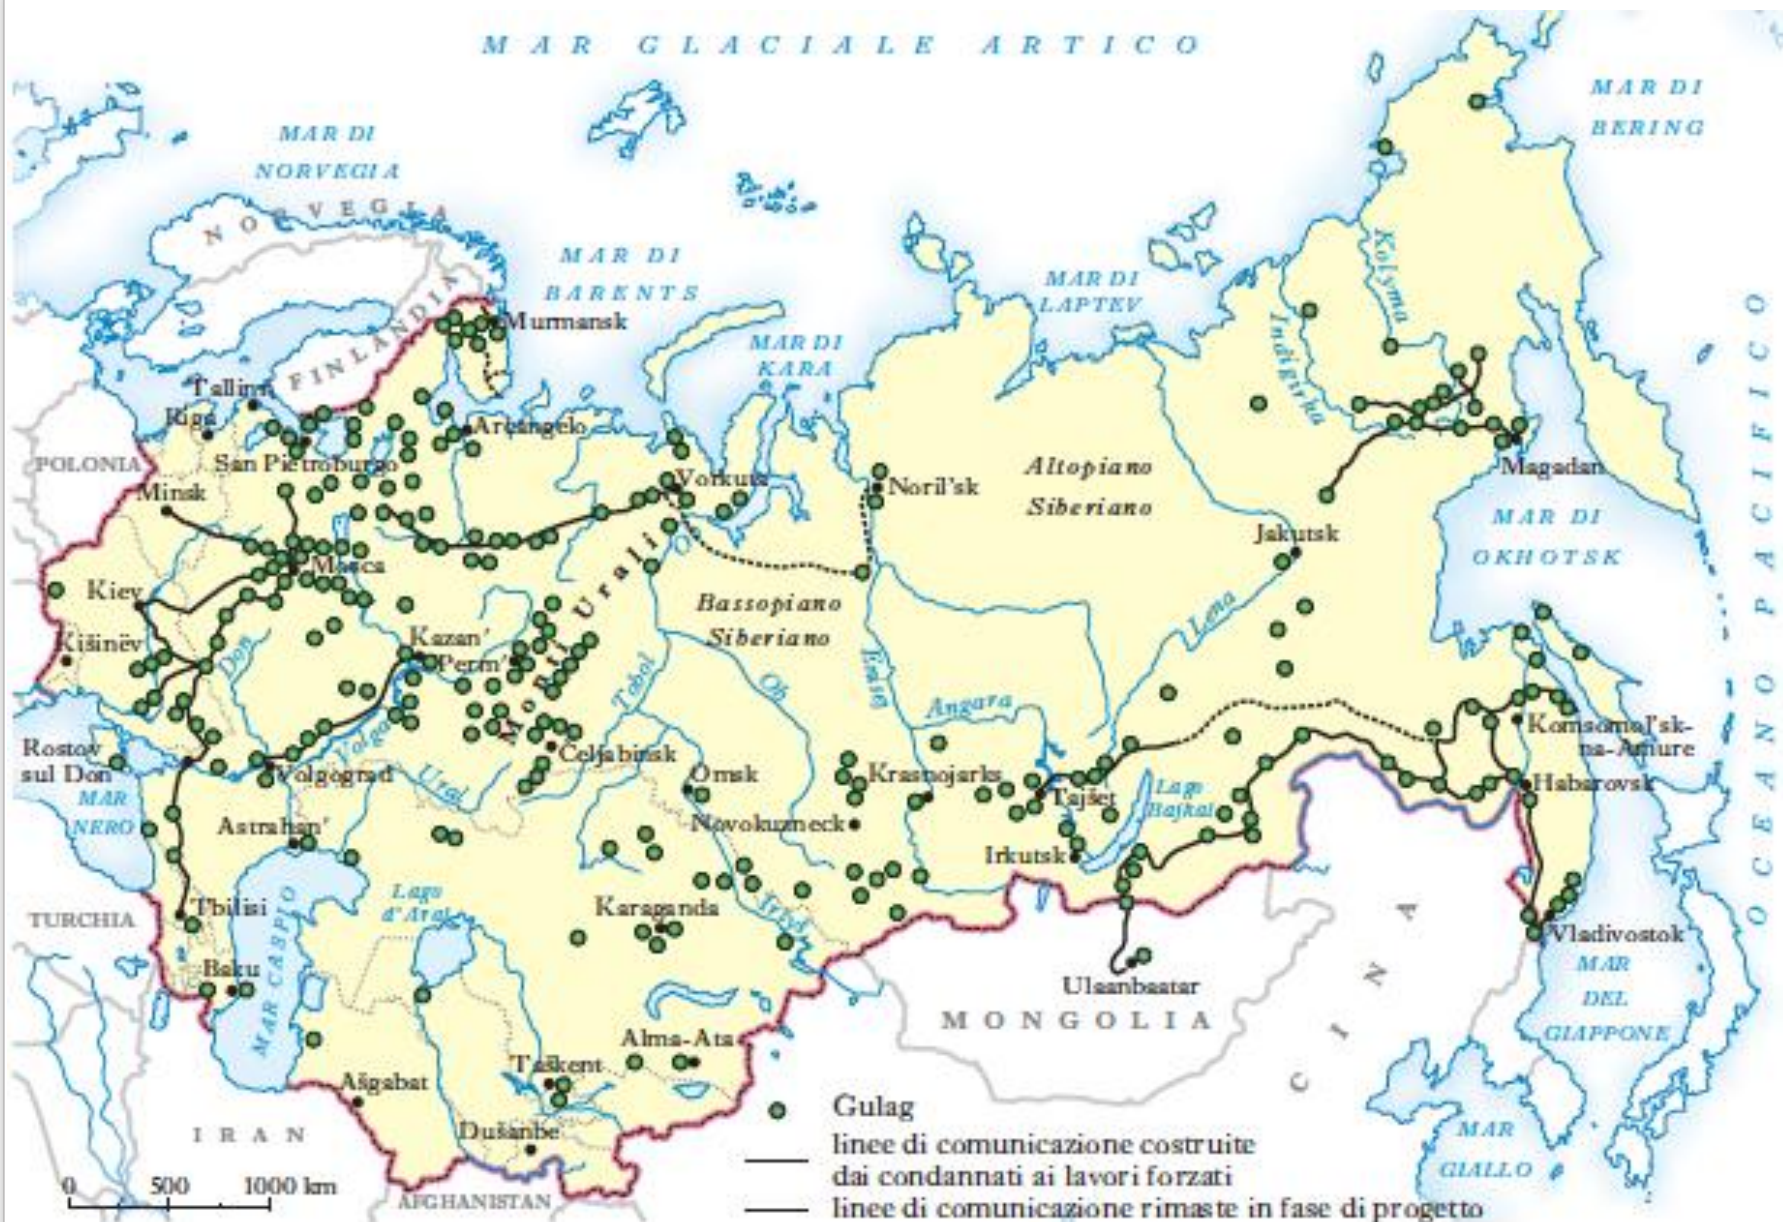 MAR GLACIALE ARTICO
MAR DI
BERING
MAR DI
NORVEGIA
NORVEGIA
MAR DI
BARENTS
MAR DI
LAPTEV
MAR DI
KARA
FINLANDIA
Murmansk
Kolyma
Indigirka
Tallinn
Riga
Arcangelo
POLONIA
San Pietroburgo
Minsk
Vorkuta
Noril'sk
Altopiano
Siberiano
Magadan
Jakutsk
MAR DI
OKHOTSK
OCEANO PACIFICO
Mosca
Kiev
Kišinëv
Don
Kazan'
Perm'
Monti Urali
Ob
Bassopiano
Siberiano
Tobol
Ob
Enisej
Angara
Lena
Rostov
sul Don
Volga
Volgograd
Ural
Čeljabinsk
Omsk
Krasnojarks
Tajšet
Lago
Bajkal
Komsomol'sk-
na-Amure
Habarovsk
MAR
NERO
Astrahan'
Novokuzneck
Irkutsk
TURCHIA
Tbilisi
Lago
d'Aral
Karaganda
Irtyš
Vladivostok
Baku
MAR CASPIO
Ulaanbaatar
MONGOLIA
CINA
MAR
DEL
GIAPPONE
Alma-Ata
Taškent
Ašgabat
IRAN
Dušanbe
AFGHANISTAN
MAR
GIALLO
0 500 1000 km
Gulag
linee di comunicazione costruite
dai condannati ai lavori forzati
linee di comunicazione rimaste in fase di progetto